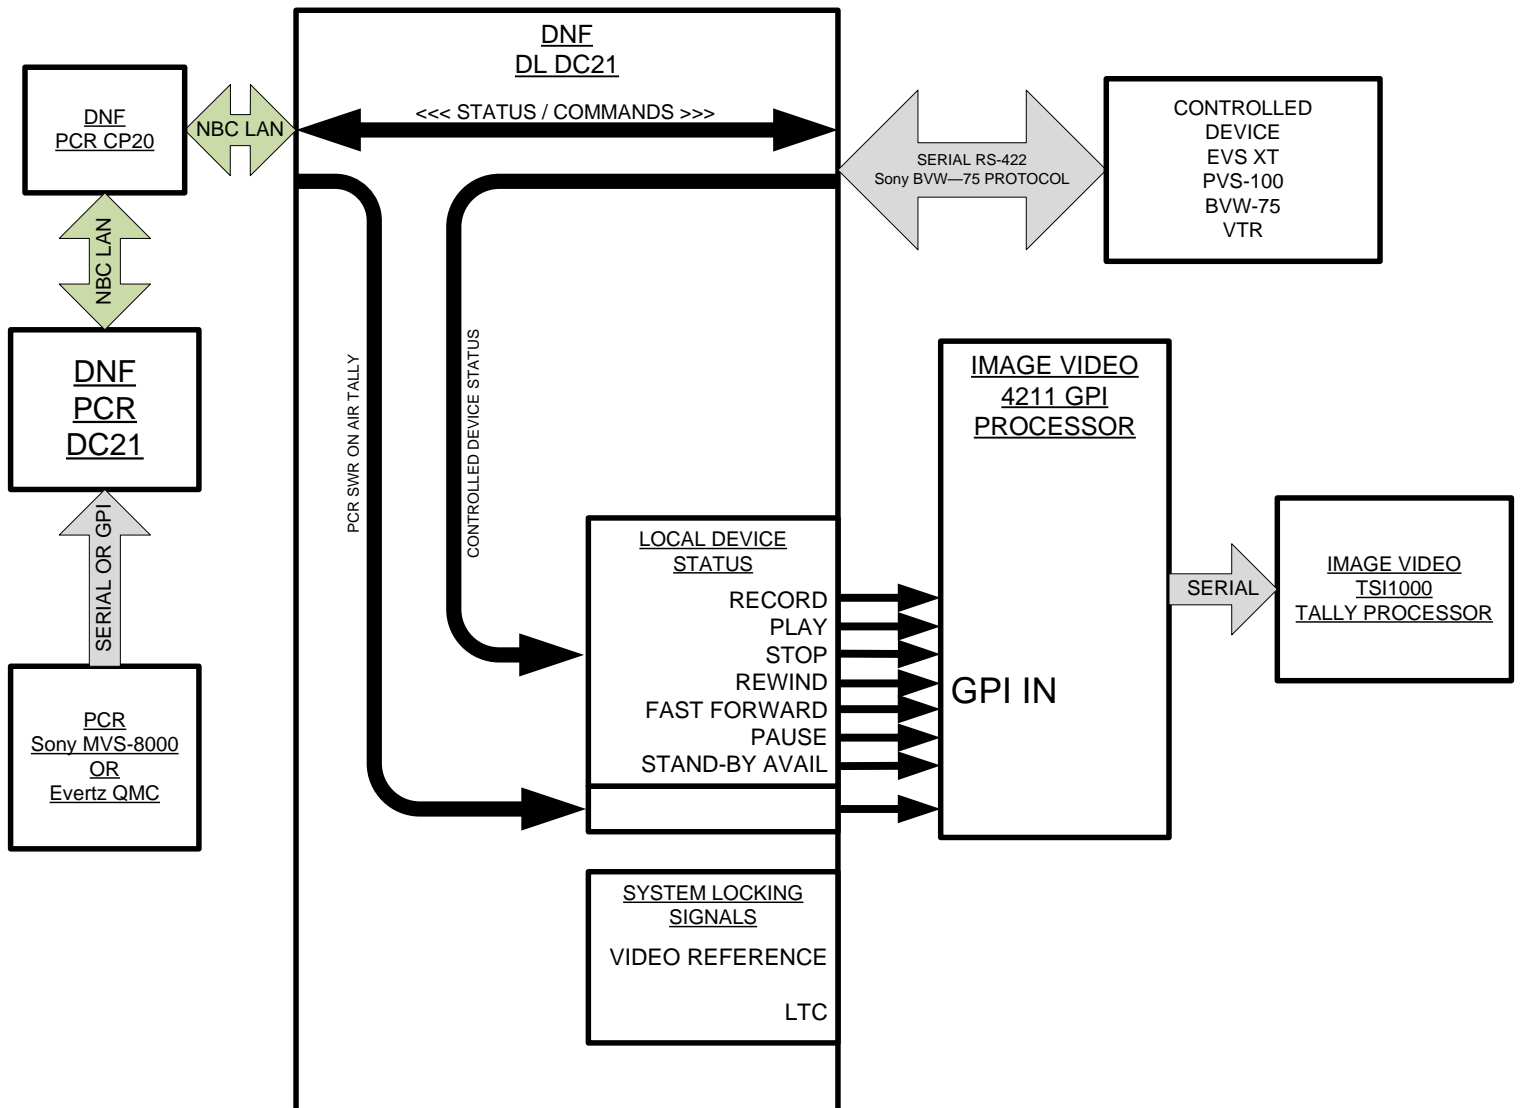 DNF
DL DC21
DNF
PCR CP20
NBC LAN
<<< STATUS / COMMANDS >>>
SERIAL RS-422
Sony BVW—75 PROTOCOL
CONTROLLED
DEVICE
EVS XT
PVS-100
BVW-75
VTR
NBC LAN
DNF
PCR
DC21
SERIAL OR GPI
PCR
Sony MVS-8000
OR
Evertz QMC
PCR SWR ON AIR TALLY
CONTROLLED DEVICE STATUS
LOCAL DEVICE
STATUS
RECORD
PLAY
STOP
REWIND
FAST FORWARD
PAUSE
STAND-BY AVAIL
IMAGE VIDEO
4211 GPI
PROCESSOR
GPI IN
SERIAL
IMAGE VIDEO
TSI1000
TALLY PROCESSOR
SYSTEM LOCKING
SIGNALS
VIDEO REFERENCE
LTC